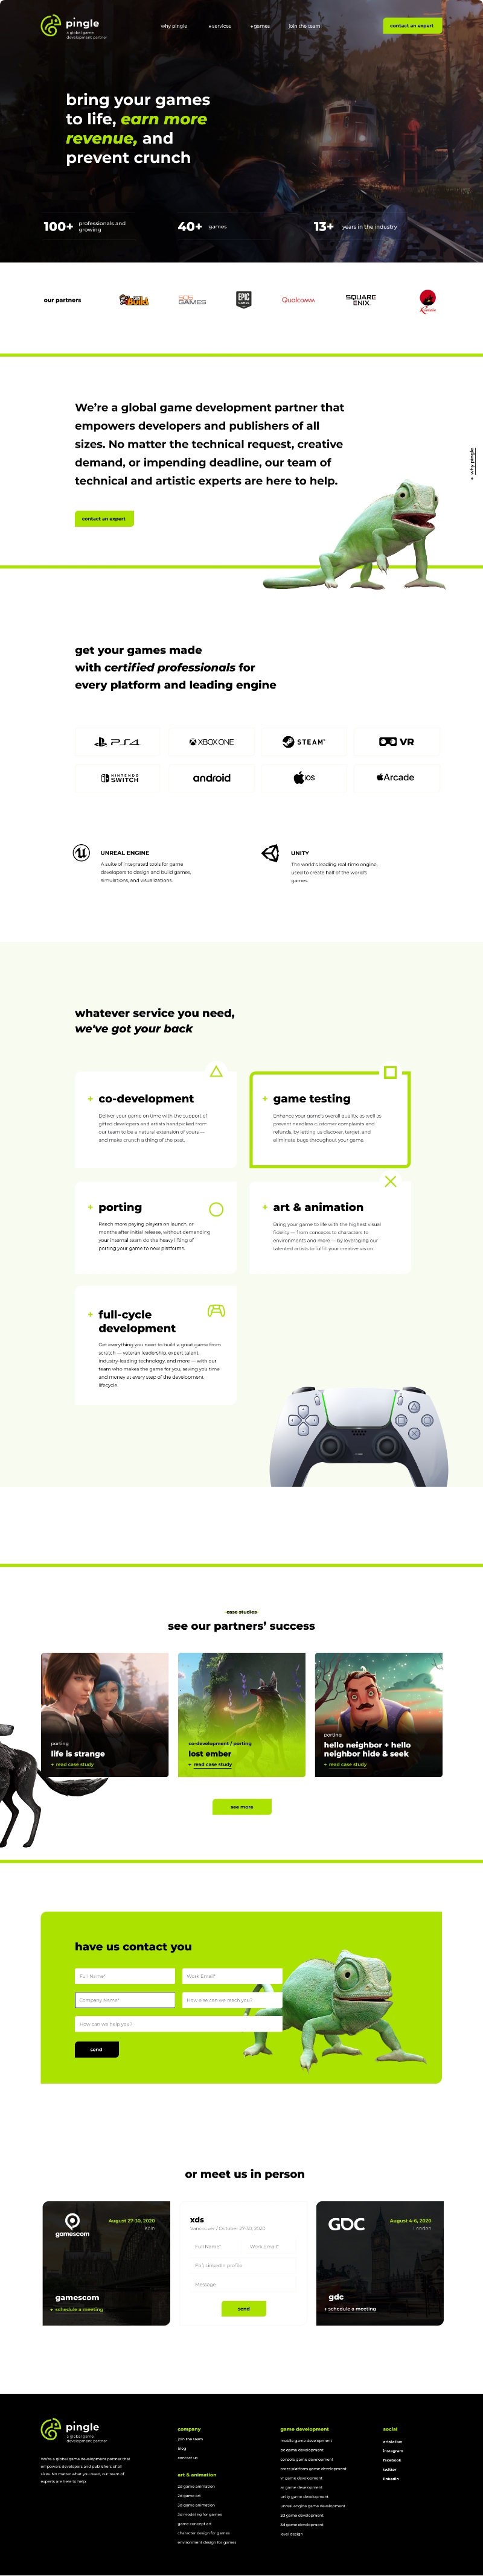 pingle
a global game
development partner
why pingle
services
games
join the team
contact an expert
bring your games
to life, earn more
revenue, and
prevent crunch
100+ professionals and
growing
40+ games
13+ years in the industry
our partners
Build
505
GAMES
EPIC
GAMES
Qualcomm
SQUARE
ENIX
We're a global game development partner that
empowers developers and publishers of all
sizes. No matter the technical request, creative
demand, or impending deadline, our team of
technical and artistic experts are here to help.
+ why pingle
contact an expert
get your games made
with certified professionals for
every platform and leading engine
PS4
XBOX ONE
STEAM
VR
NINTENDO
SWITCH
android
ios
Arcade
UNREAL ENGINE
A suite of integrated tools for game
developers to design and build games,
simulations, and visualizations.
UNITY
The world's leading real-time engine,
used to create half of the world's
games.
whatever service you need,
we've got your back
+ co-development
Deliver your game on time with the support of
gifted developers and artists handpicked from
our team to be a natural extension of yours —
and make crunch a thing of the past.
+ game testing
Enhance your game's overall quality, as well as
prevent needless customer complaints and
refunds, by letting us discover, target, and
eliminate bugs throughout your game.
+ porting
Reach more paying players on launch, or
months after initial release, without demanding
your internal team do the heavy lifting of
porting your game to new platforms.
+ art & animation
Bring your game to life with the highest visual
fidelity — from concepts to characters to
environments and more — by leveraging our
talented artists to fulfill your creative vision.
+ full-cycle
development
Get everything you need to build a great game from
scratch — veteran leadership, expert talent,
industry-leading technology, and more — with our
team who makes the game for you, saving you time
and money at every step of the development
lifecycle.
case studies
see our partners' success
porting
life is strange
+ read case study
co-development / porting
lost ember
+ read case study
porting
hello neighbor + hello
neighbor hide & seek
+ read case study
see more
have us contact you
Full Name*
Work Email*
Company Name*
How else can we reach you?
How can we help you?
send
or meet us in person
gamescom
August 27-30, 2020
Köln
gamescom
+ schedule a meeting
xds
Vancouver / October 27-30, 2020
Full Name*
Work Email*
Message
send
GDC
August 4-6, 2020
London
gdc
+ schedule a meeting
pingle
a global game
development partner
We're a global game development partner that
empowers developers and publishers of all
sizes. No matter what you need, our team of
experts are here to help.
company
join the team
blog
contact us
art & animation
2d game animation
2d game art
3d game animation
3d modeling for games
game concept art
character design for games
environment design for games
game development
mobile game development
pc game development
console game development
cross-platform game development
vr game development
ar game development
unity game development
unreal engine game development
2d game development
3d game development
level design
social
artstation
instagram
facebook
twitter
linkedin